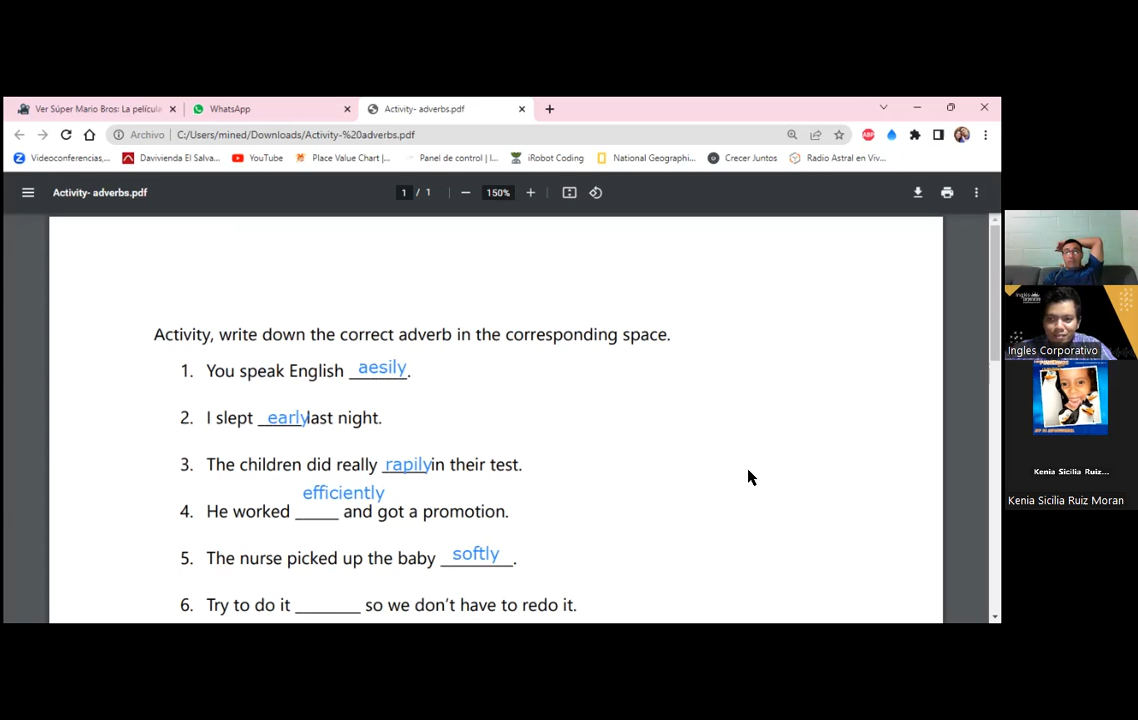 Ver Súper Mario Bros: La película
WhatsApp
Activity- adverbs.pdf
Archivo
C:/Users/mined/Downloads/Activity-%20adverbs.pdf
ABP
Videoconferencias,...
Davivienda El Salva...
YouTube
Place Value Chart |...
Panel de control | I...
iRobot Coding
National Geographi...
Crecer Juntos
Radio Astral en Viv...
Activity- adverbs.pdf
1 / 1
150%
Activity, write down the correct adverb in the corresponding space.
1. You speak English aesily.
2. I slept early last night.
3. The children did really rapily in their test.
efficiently
4. He worked _____ and got a promotion.
5. The nurse picked up the baby softly.
6. Try to do it ________ so we don't have to redo it.
Ingles Corporativo
Kenia Sicilia Ruiz...
Kenia Sicilia Ruiz Moran